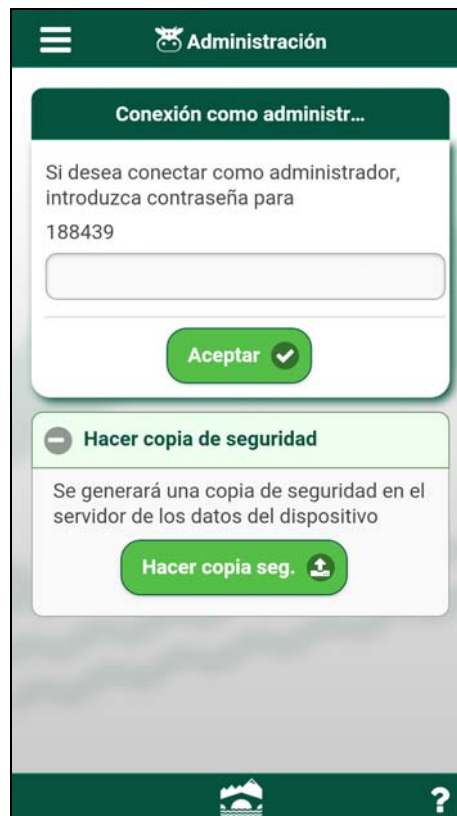 Administración
Conexión como administr...
Si desea conectar como administrador,
introduzca contraseña para
188439
Aceptar
Hacer copia de seguridad
Se generará una copia de seguridad en el
servidor de los datos del dispositivo
Hacer copia seg.
?